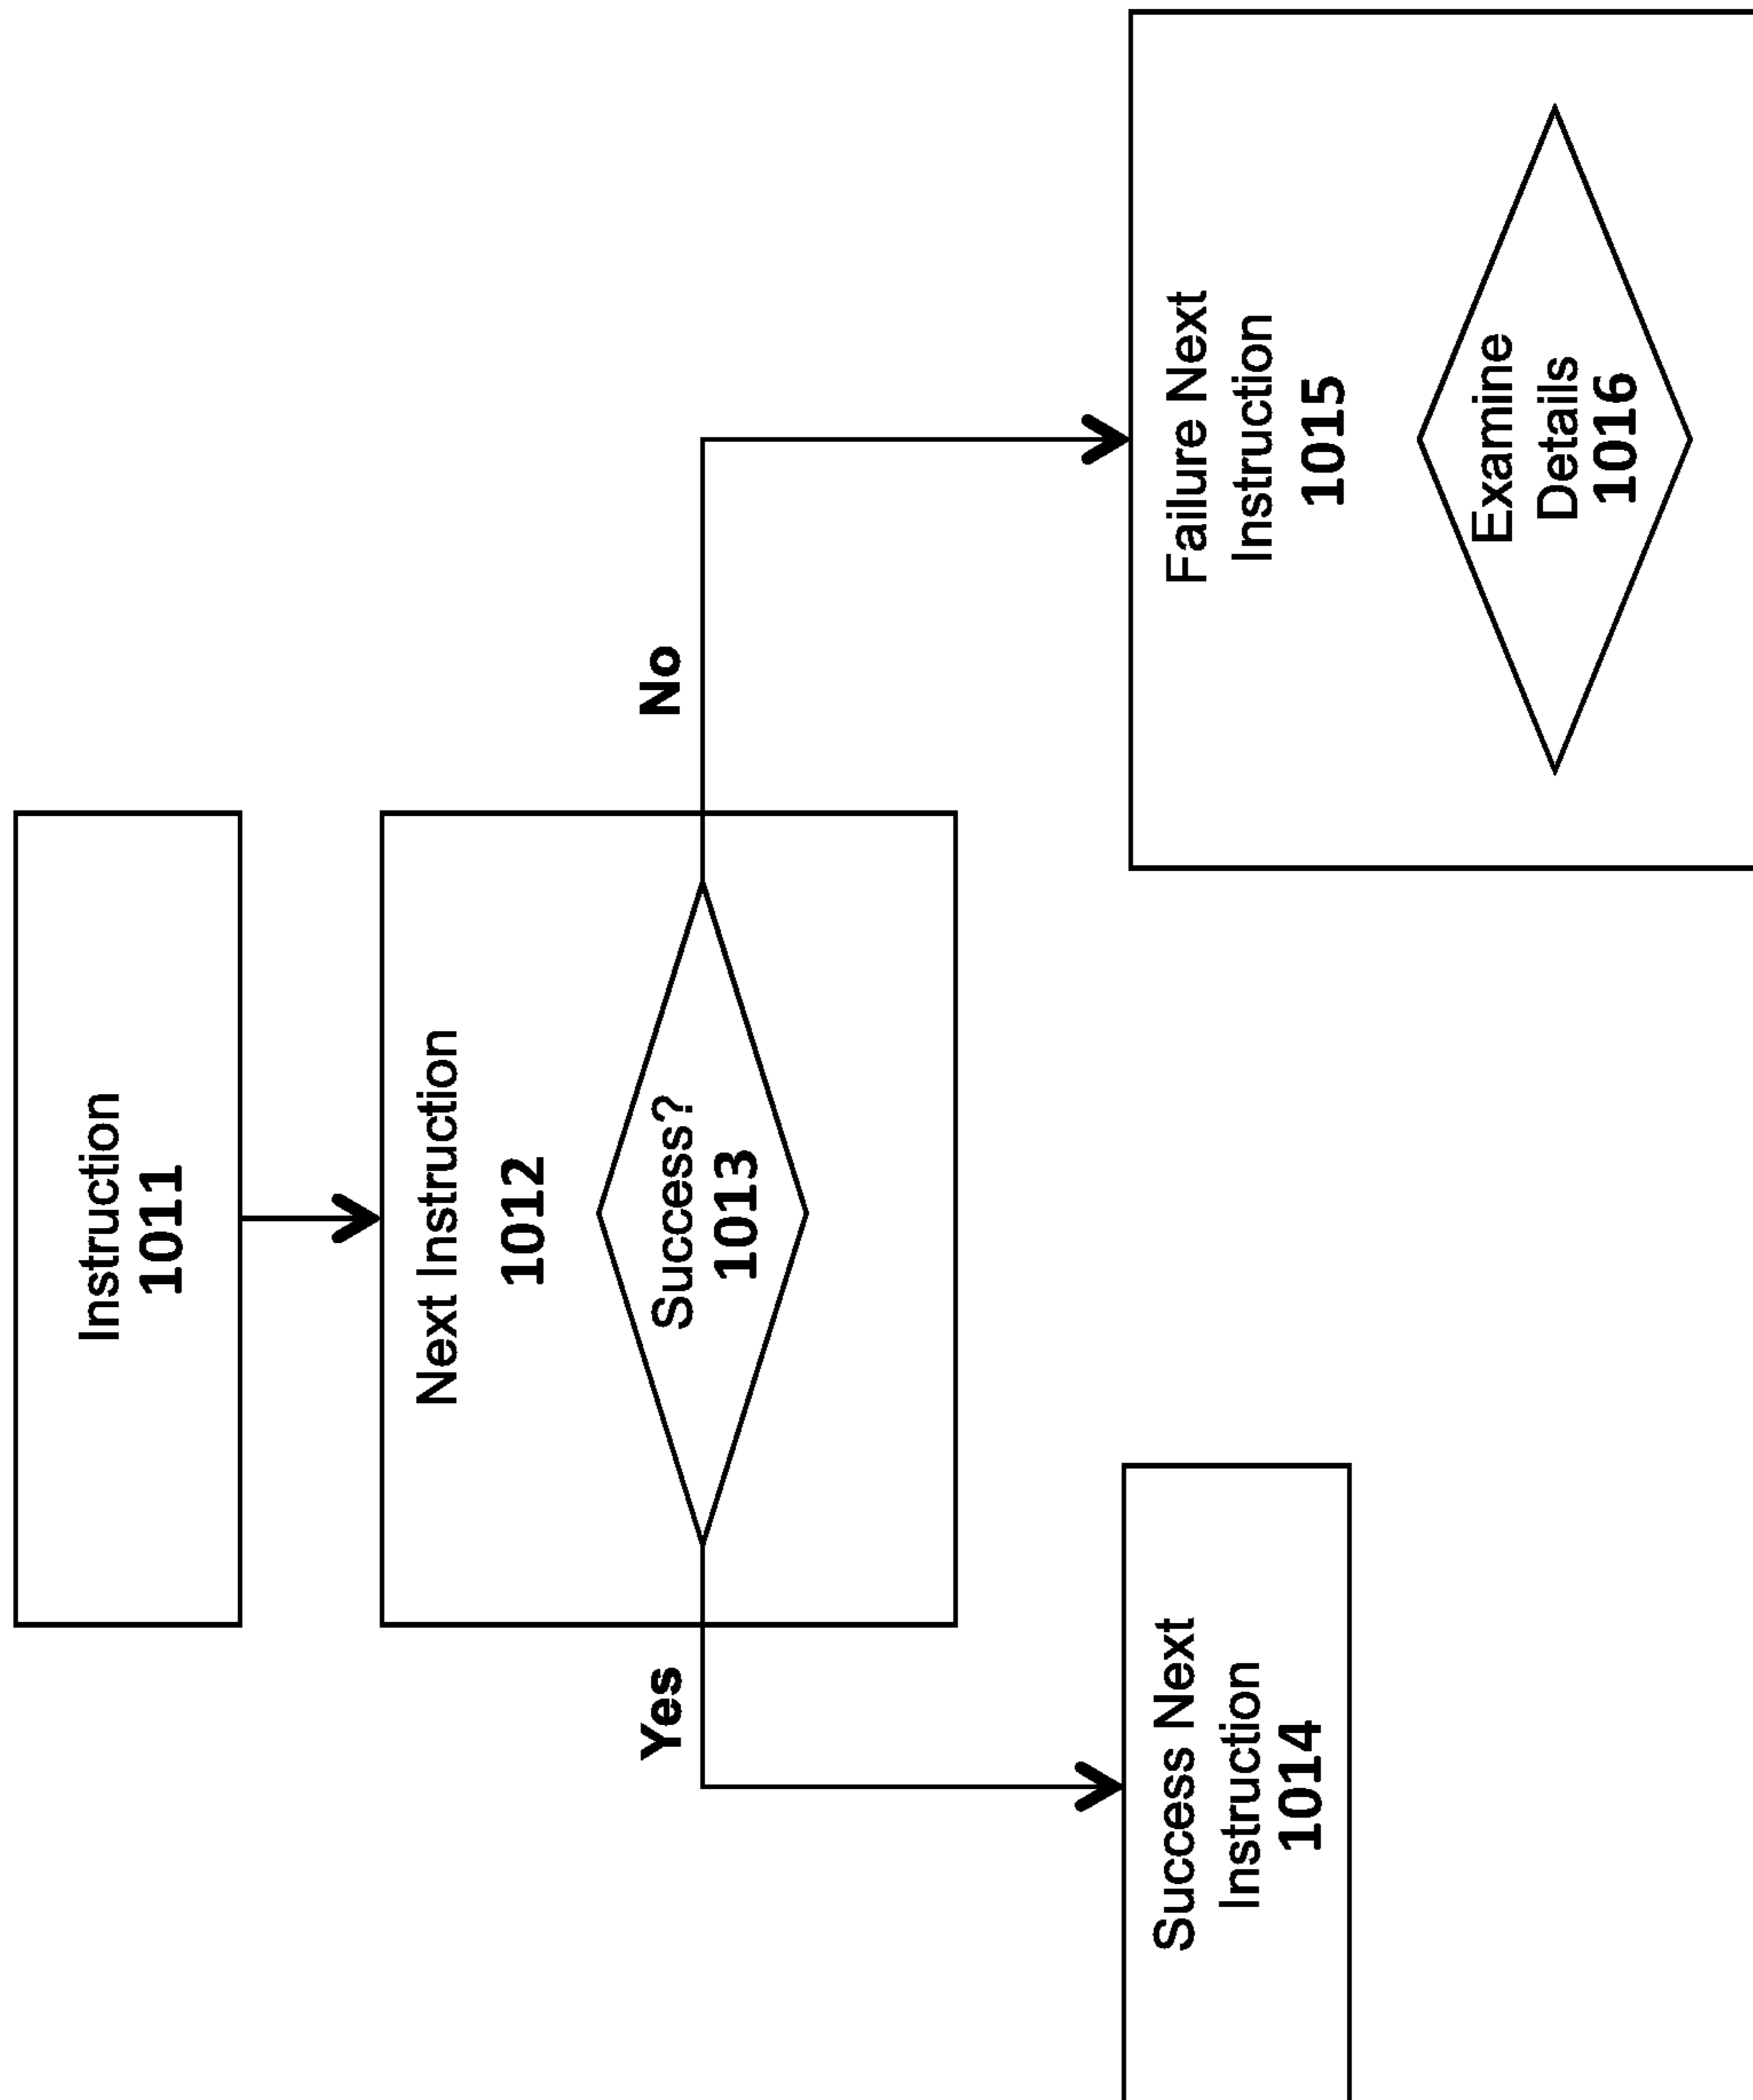 Instruction
1011
Next Instruction
1012
Success?
1013
Yes
No
Success Next
Instruction
1014
Failure Next
Instruction
1015
Examine
Details
1016